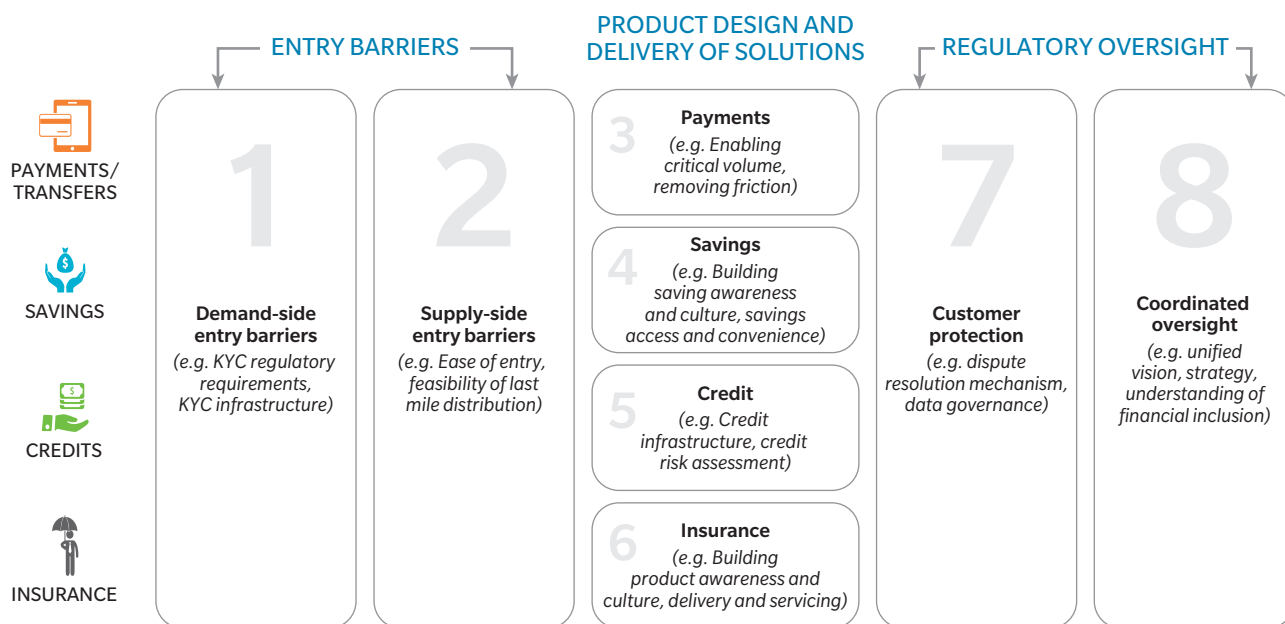 ENTRY BARRIERS
PRODUCT DESIGN AND
DELIVERY OF SOLUTIONS
REGULATORY OVERSIGHT
PAYMENTS/
TRANSFERS
SAVINGS
CREDITS
INSURANCE
1
Demand-side
entry barriers
(e.g. KYC regulatory
requirements,
KYC infrastructure)
2
Supply-side
entry barriers
(e.g. Ease of entry,
feasibility of last
mile distribution)
3
Payments
(e.g. Enabling
critical volume,
removing friction)
4
Savings
(e.g. Building
saving awareness
and culture, savings
access and convenience)
5
Credit
(e.g. Credit
infrastructure, credit
risk assessment)
6
Insurance
(e.g. Building
product awareness and
culture, delivery and servicing)
7
Customer
protection
(e.g. dispute
resolution mechanism,
data governance)
8
Coordinated
oversight
(e.g. unified
vision, strategy,
understanding of
financial inclusion)
$
$